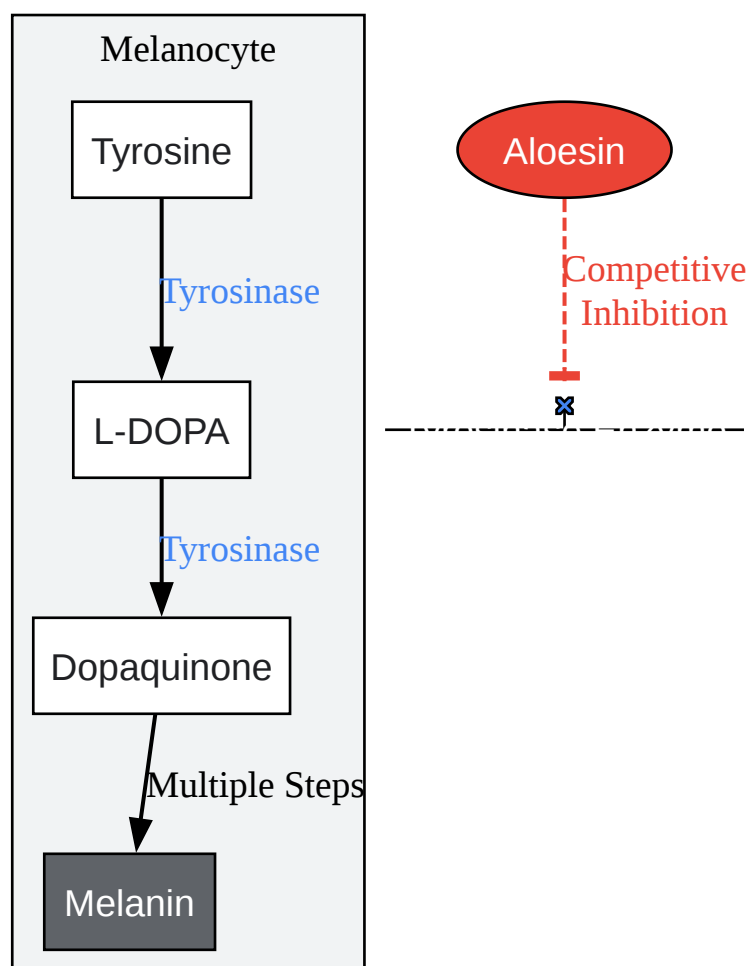 Melanocyte
Tyrosine
Aloesin
Tyrosinase
Competitive
Inhibition
L-DOPA
Tyrosinase
Dopaquinone
Multiple Steps
Melanin